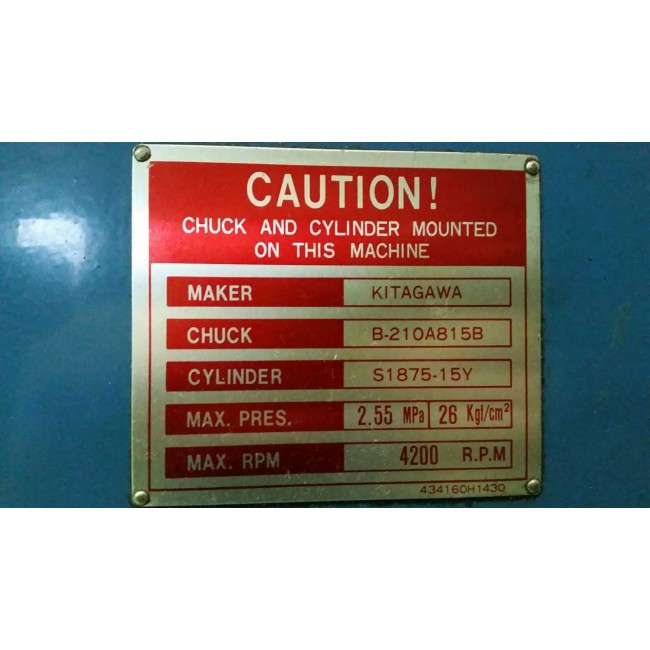 CAUTION!
CHUCK AND CYLINDER MOUNTED
ON THIS MACHINE
MAKER KITAGAWA
CHUCK B-210A815B
CYLINDER S1875-15Y
MAX. PRES. 2.55 MPa 26 Kgf/cm²
MAX. RPM 4200 R.P.M
434160H1430